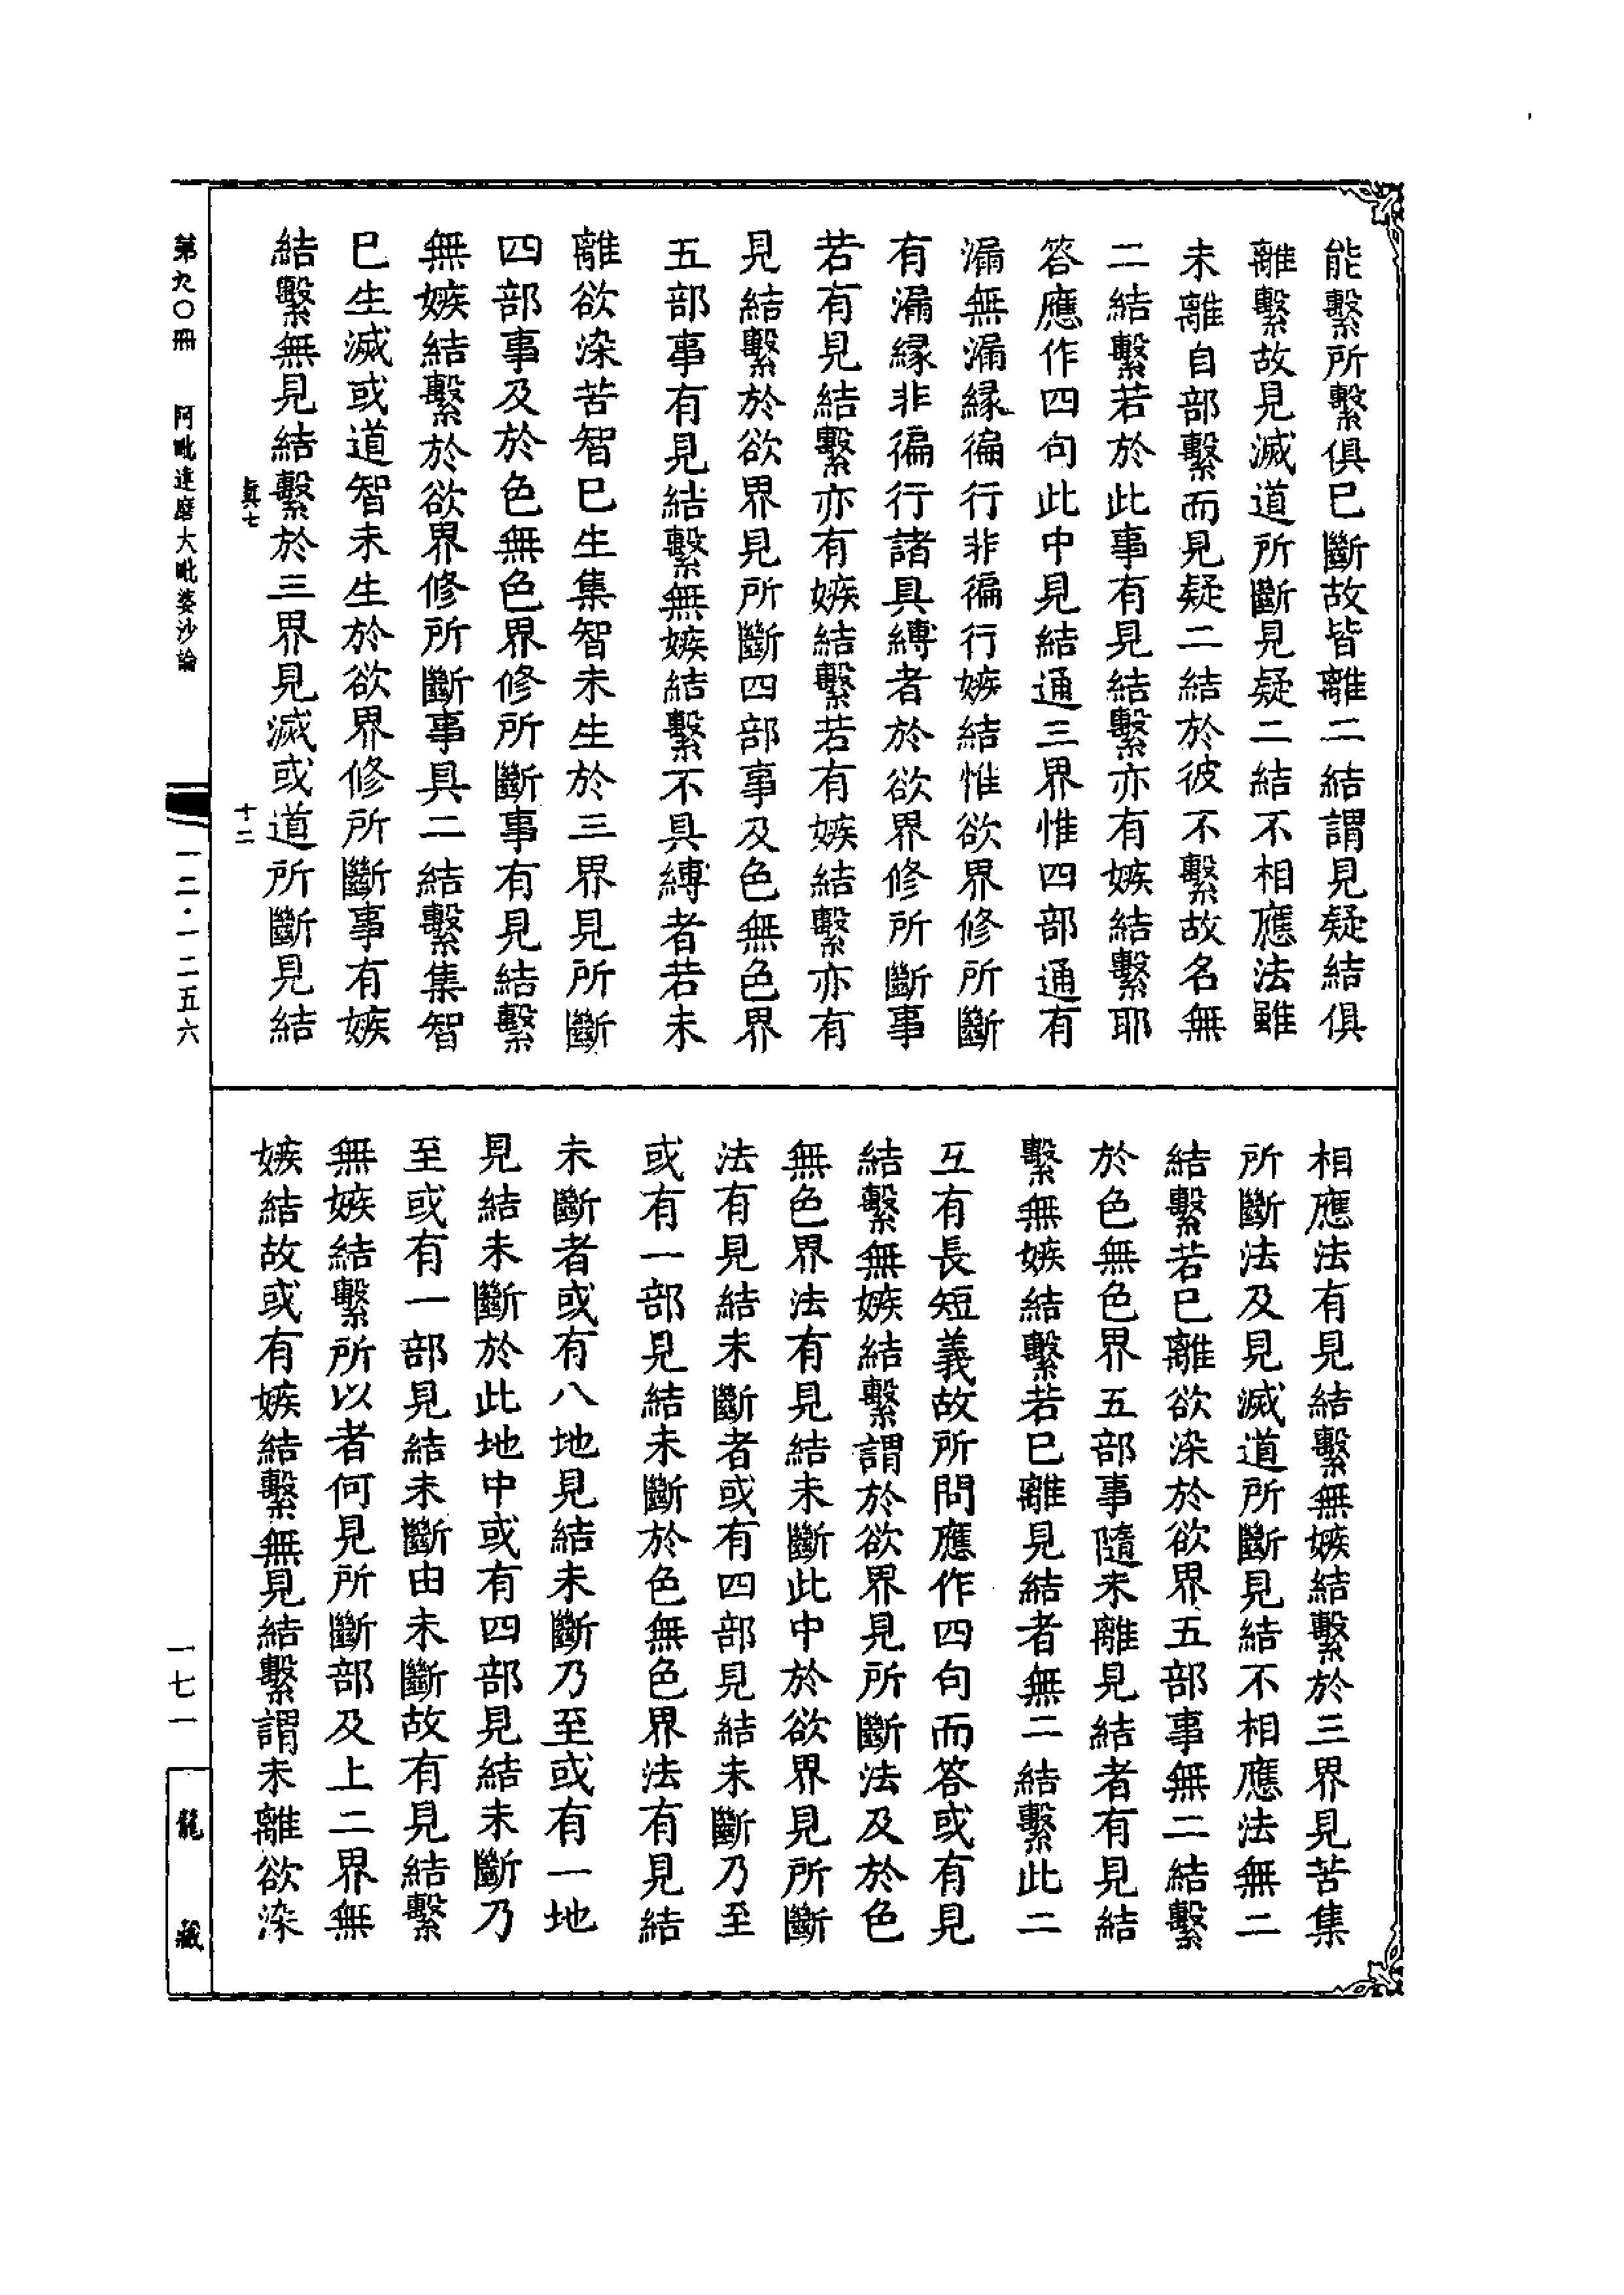 能繫所繫俱已斷故皆離二結謂見疑結俱
離繫故見滅道所斷見疑二結不相應法雖
未離自部繫而見疑二結於彼不繫故名無
二結繫若於此事有見結繫亦有嫉結繫耶
答應作四句此中見結通三界惟四部通有
漏無漏緣徧行非徧行嫉結惟欲界修所斷
有漏緣非徧行諸具縛者於欲界修所斷事
若有見結繫亦有嫉結繫若有嫉結繫亦有
見結繫於欲界見所斷四部事及色無色界
五部事有見結繫無嫉結繫不具縛者若未
離欲染苦智已生集智未生於三界見所斷
四部事及於色無色界修所斷事有見結繫
無嫉結繫於欲界修所斷事具二結繫集智
已生滅或道智未生於欲界修所斷事有嫉
結繫無見結繫於三界見滅或道所斷見結
相應法有見結繫無嫉結繫於三界見苦集
所斷法及見滅道所斷見結不相應法無二
結繫若已離欲染於欲界五部事無二結繫
於色無色界五部事隨未離見結者有見結
繫無嫉結繫若已離見結者無二結繫此二
互有長短義故所問應作四句而答或有見
結繫無嫉結繫謂於欲界見所斷法及於色
無色界法有見結未斷此中於欲界見所斷
法有見結未斷者或有四部見結未斷乃至
或有一部見結未斷於色無色界法有見結
未斷者或有八地見結未斷乃至或有一地
見結未斷於此地中或有四部見結未斷乃
至或有一部見結未斷由未斷故有見結繫
無嫉結繫所以者何見所斷部及上二界無
嫉結故或有嫉結繫無見結繫謂未離欲染
眞七
十二
第九〇冊
阿毗達磨大毗婆沙論
一二·一二五六
一七一
龍藏